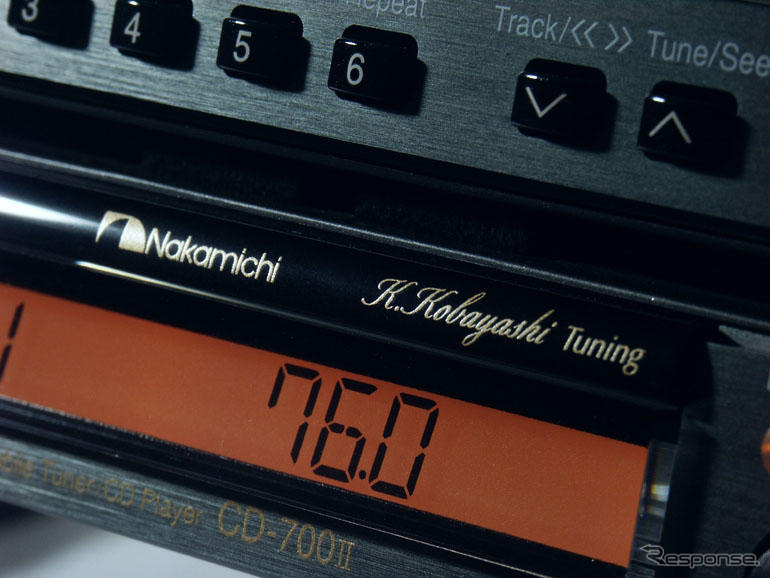 Repeat
Track/<< >> Tune/See
3 4 5 6
Nakamichi K.Kobayashi Tuning
76.0
Mobile Tuner/CD Player CD-700II
Response.